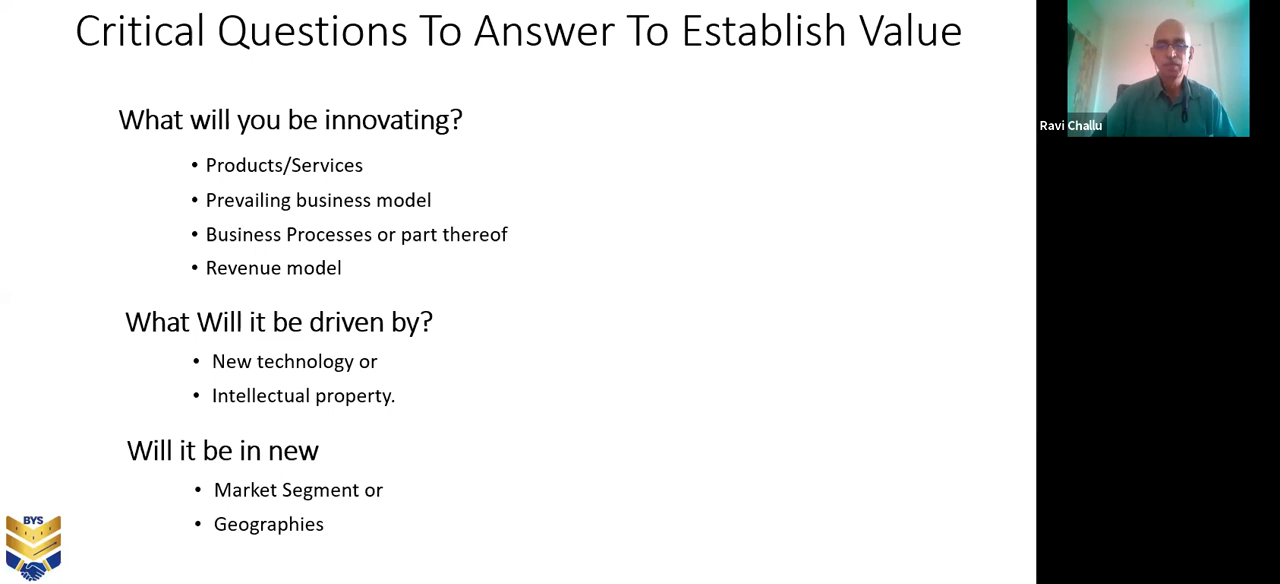 Critical Questions To Answer To Establish Value
What will you be innovating?
• Products/Services
• Prevailing business model
• Business Processes or part thereof
• Revenue model
What Will it be driven by?
• New technology or
• Intellectual property.
Will it be in new
• Market Segment or
• Geographies
BYS
Ravi Challu